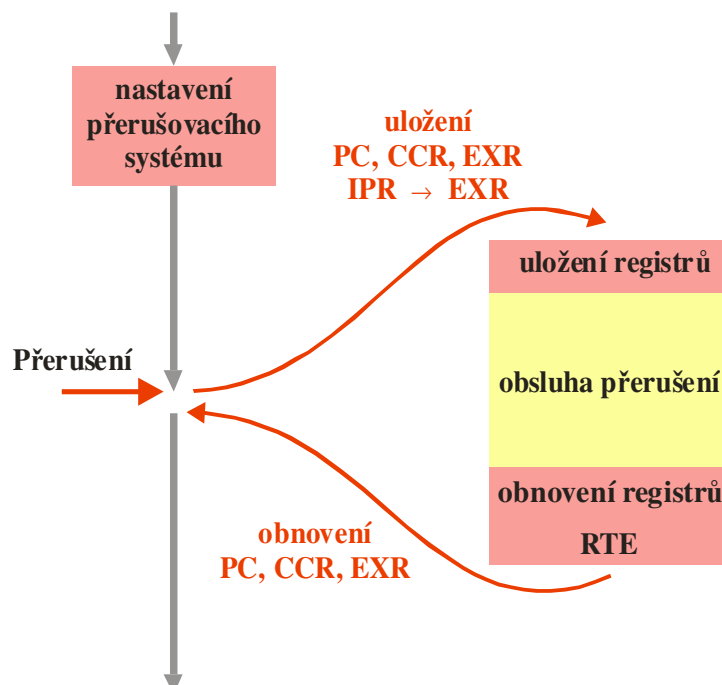 nastavení
přerušovacího
systému
uložení
PC, CCR, EXR
IPR → EXR
uložení registrů
Přerušení
obsluha přerušení
obnovení registrů
RTE
obnovení
PC, CCR, EXR